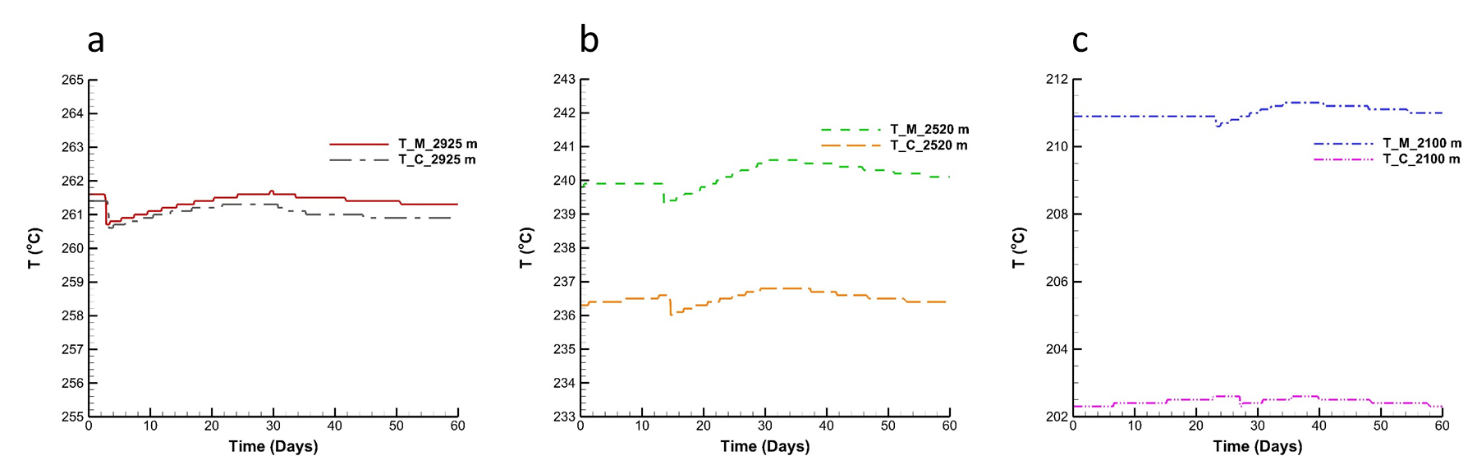 a
265
264
263
262
261
260
259
258
257
256
255
T (°C)
T_M_2925 m
T_C_2925 m
0 10 20 30 40 50 60
Time (Days)
b
243
242
241
240
239
238
237
236
235
234
233
T (°C)
T_M_2520 m
T_C_2520 m
0 10 20 30 40 50 60
Time (Days)
c
212
210
208
206
204
202
T (°C)
T_M_2100 m
T_C_2100 m
0 10 20 30 40 50 60
Time (Days)